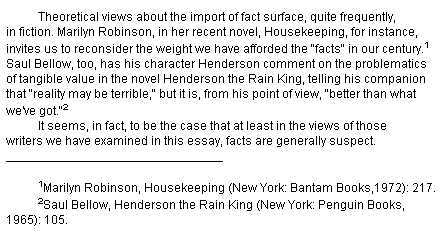 Theoretical views about the import of fact surface, quite frequently,
in fiction. Marilyn Robinson, in her recent novel, Housekeeping, for instance,
invites us to reconsider the weight we have afforded the "facts" in our century.¹
Saul Bellow, too, has his character Henderson comment on the problematics
of tangible value in the novel Henderson the Rain King, telling his companion
that "reality may be terrible," but it is, from his point of view, "better than what
we've got."²
It seems, in fact, to be the case that at least in the views of those
writers we have examined in this essay, facts are generally suspect.
¹Marilyn Robinson, Housekeeping (New York: Bantam Books,1972): 217.
²Saul Bellow, Henderson the Rain King (New York: Penguin Books,
1965): 105.